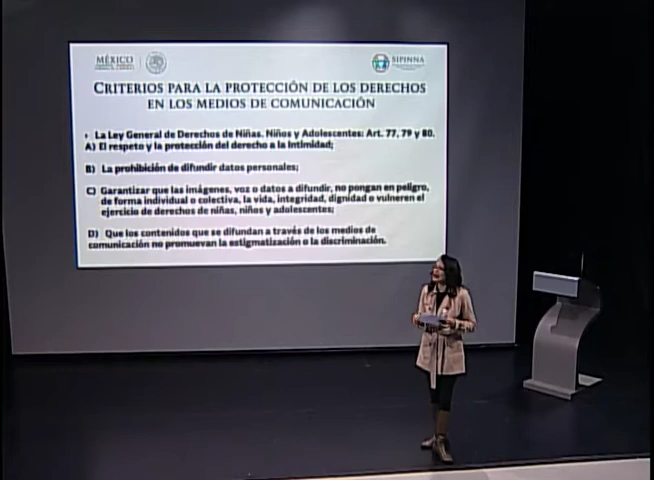 MÉXICO
SIPINNA
CRITERIOS PARA LA PROTECCIÓN DE LOS DERECHOS
EN LOS MEDIOS DE COMUNICACIÓN
• La Ley General de Derechos de Niñas, Niños y Adolescentes: Art. 77, 79 y 80.
A) El respeto y la protección del derecho a la intimidad;
B) La prohibición de difundir datos personales;
C) Garantizar que las imágenes, voz o datos a difundir, no pongan en peligro,
de forma individual o colectiva, la vida, integridad, dignidad o vulneren el
ejercicio de derechos de niñas, niños y adolescentes;
D) Que los contenidos que se difundan a través de los medios de
comunicación no promuevan la estigmatización o la discriminación.